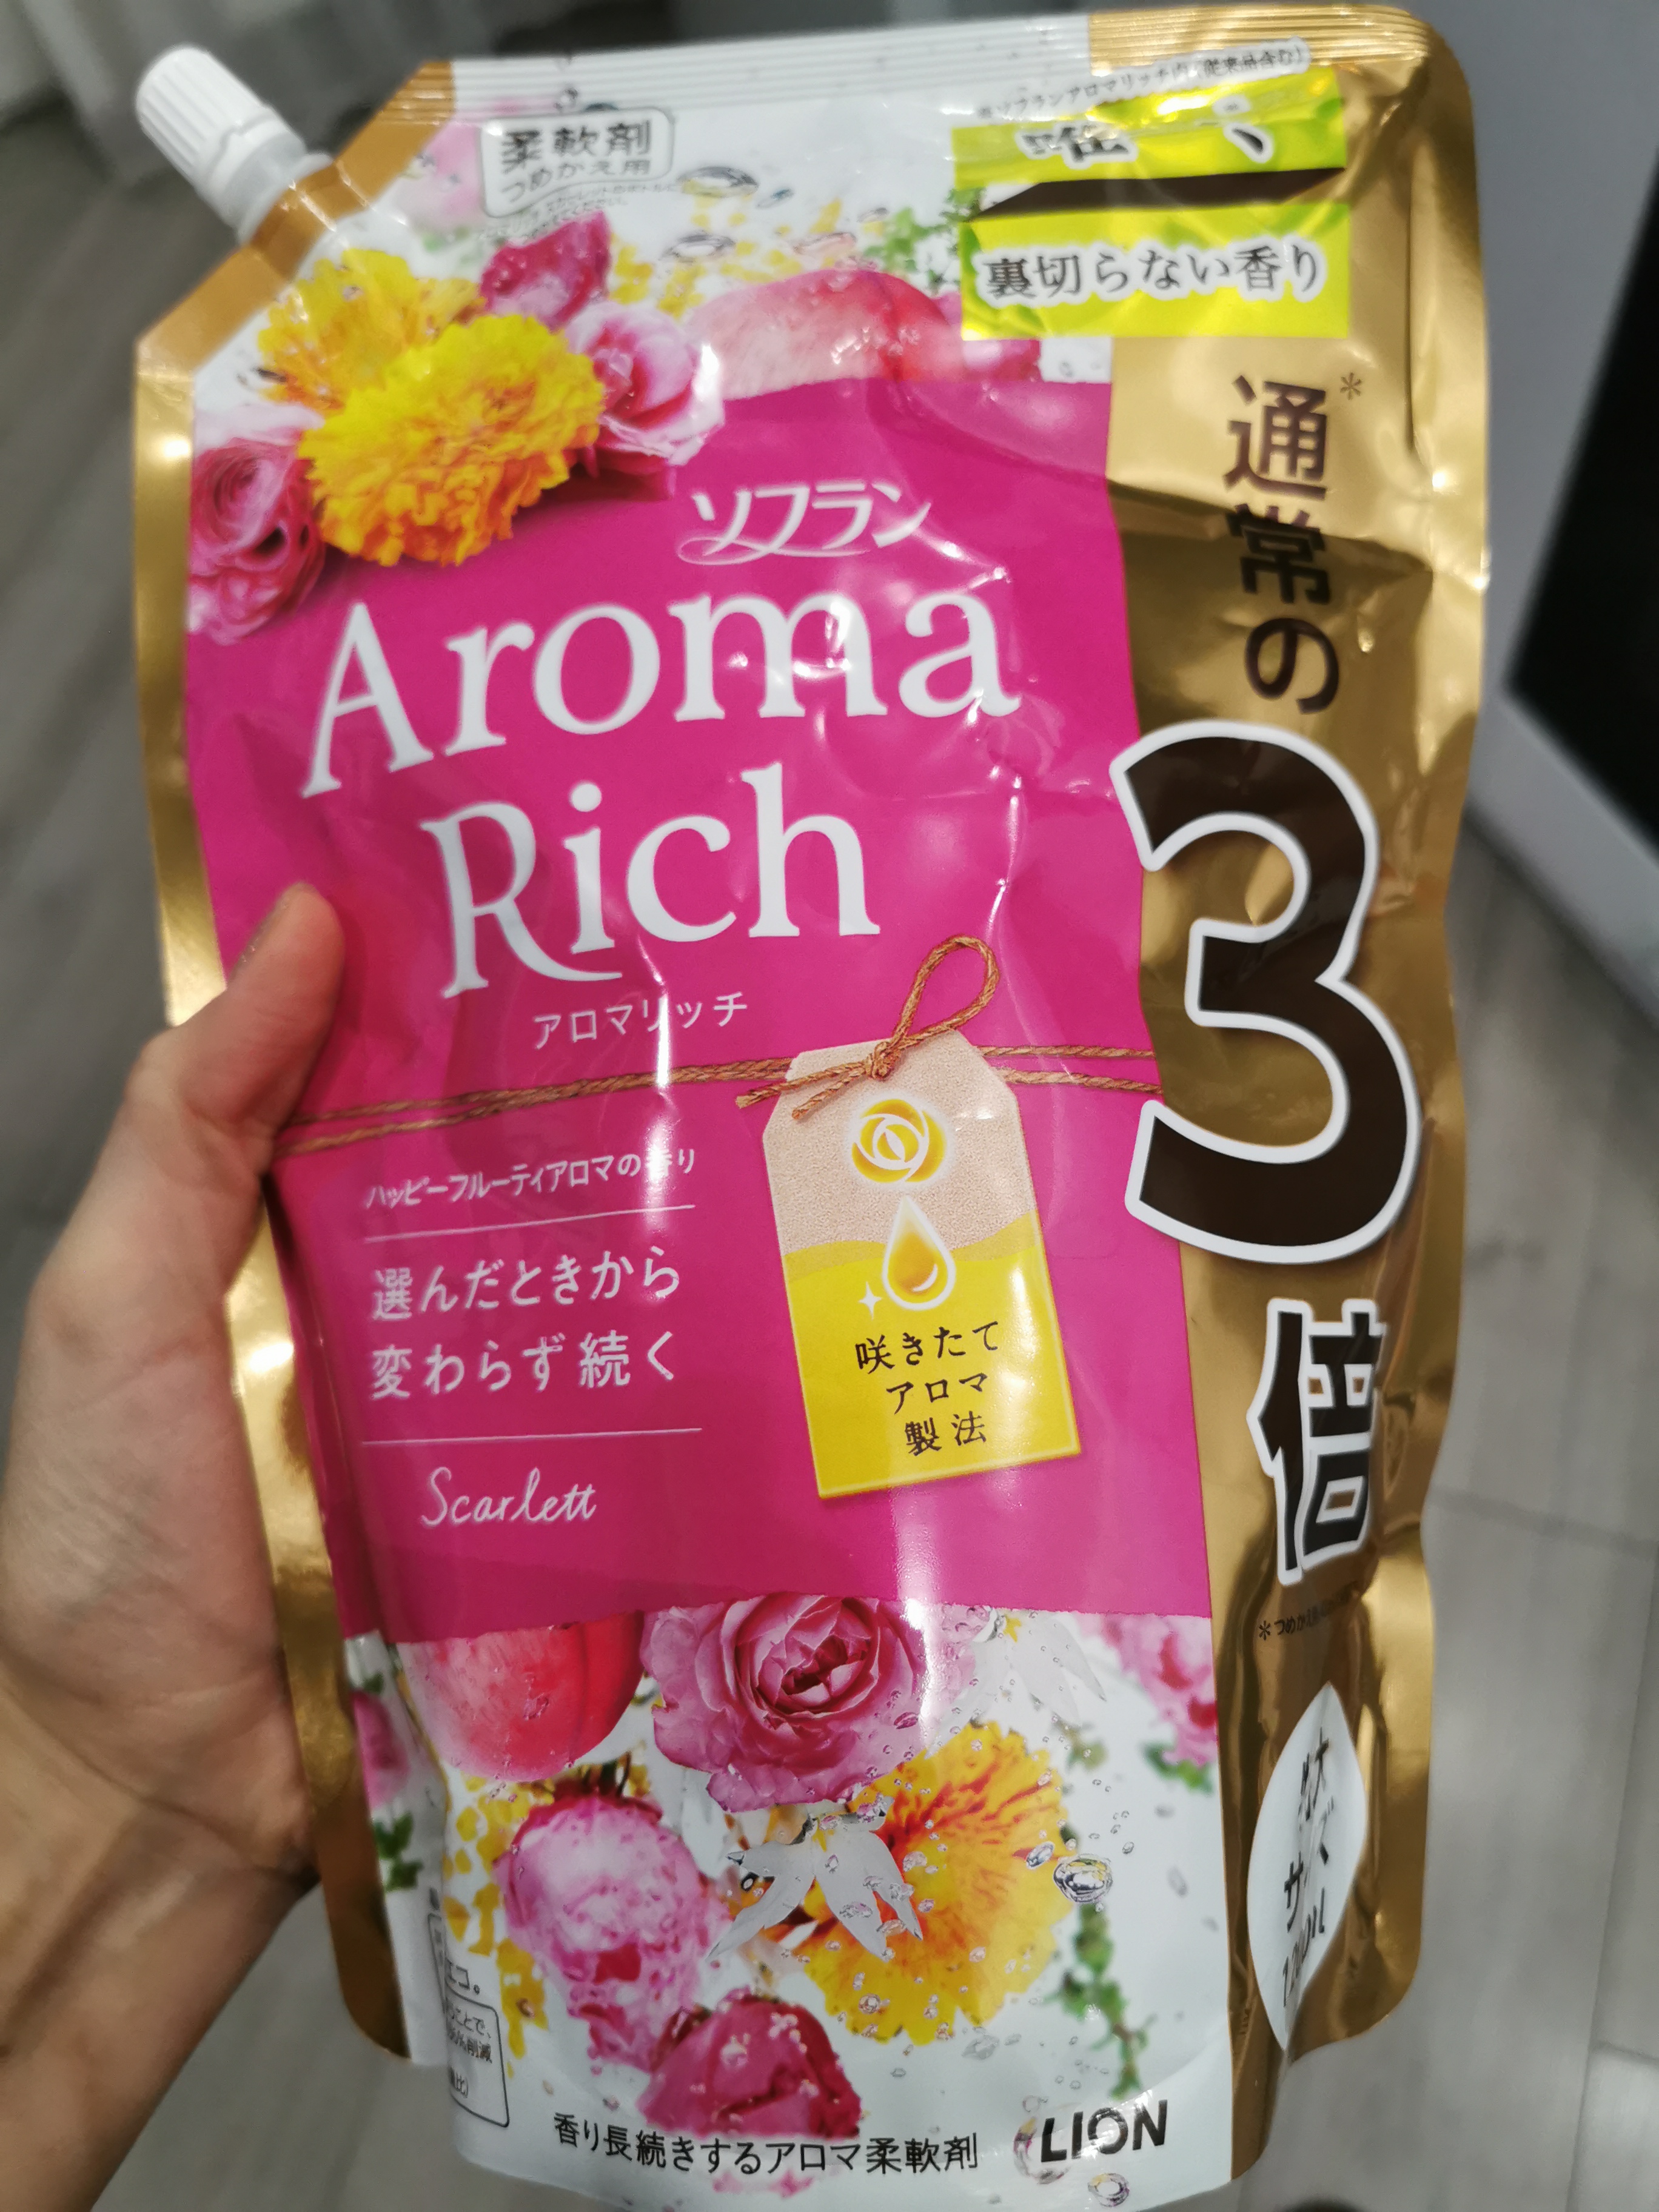 柔軟剤
つめかえ用
裏切らない香り
*
通常の
3
倍
ソフラン
Aroma
Rich
アロマリッチ
ハッピーフルーティアロマの香り
選んだときから
変わらず続く
Scarlett
咲きたて
アロマ
製法
香り長続きするアロマ柔軟剤
LION